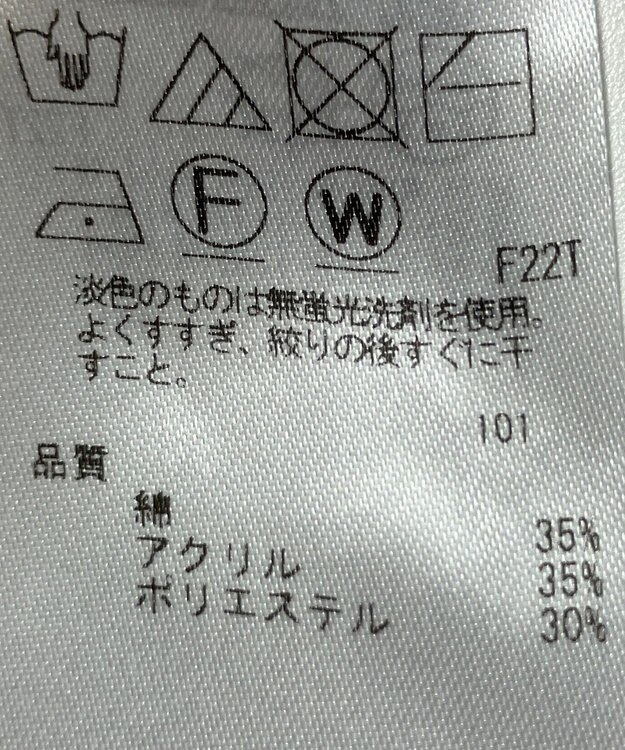 F
W
F22T
淡色のものは無蛍光洗剤を使用。
よくすすぎ、絞りの後すぐに干
すこと。
101
品質
綿 35%
アクリル 35%
ポリエステル 30%